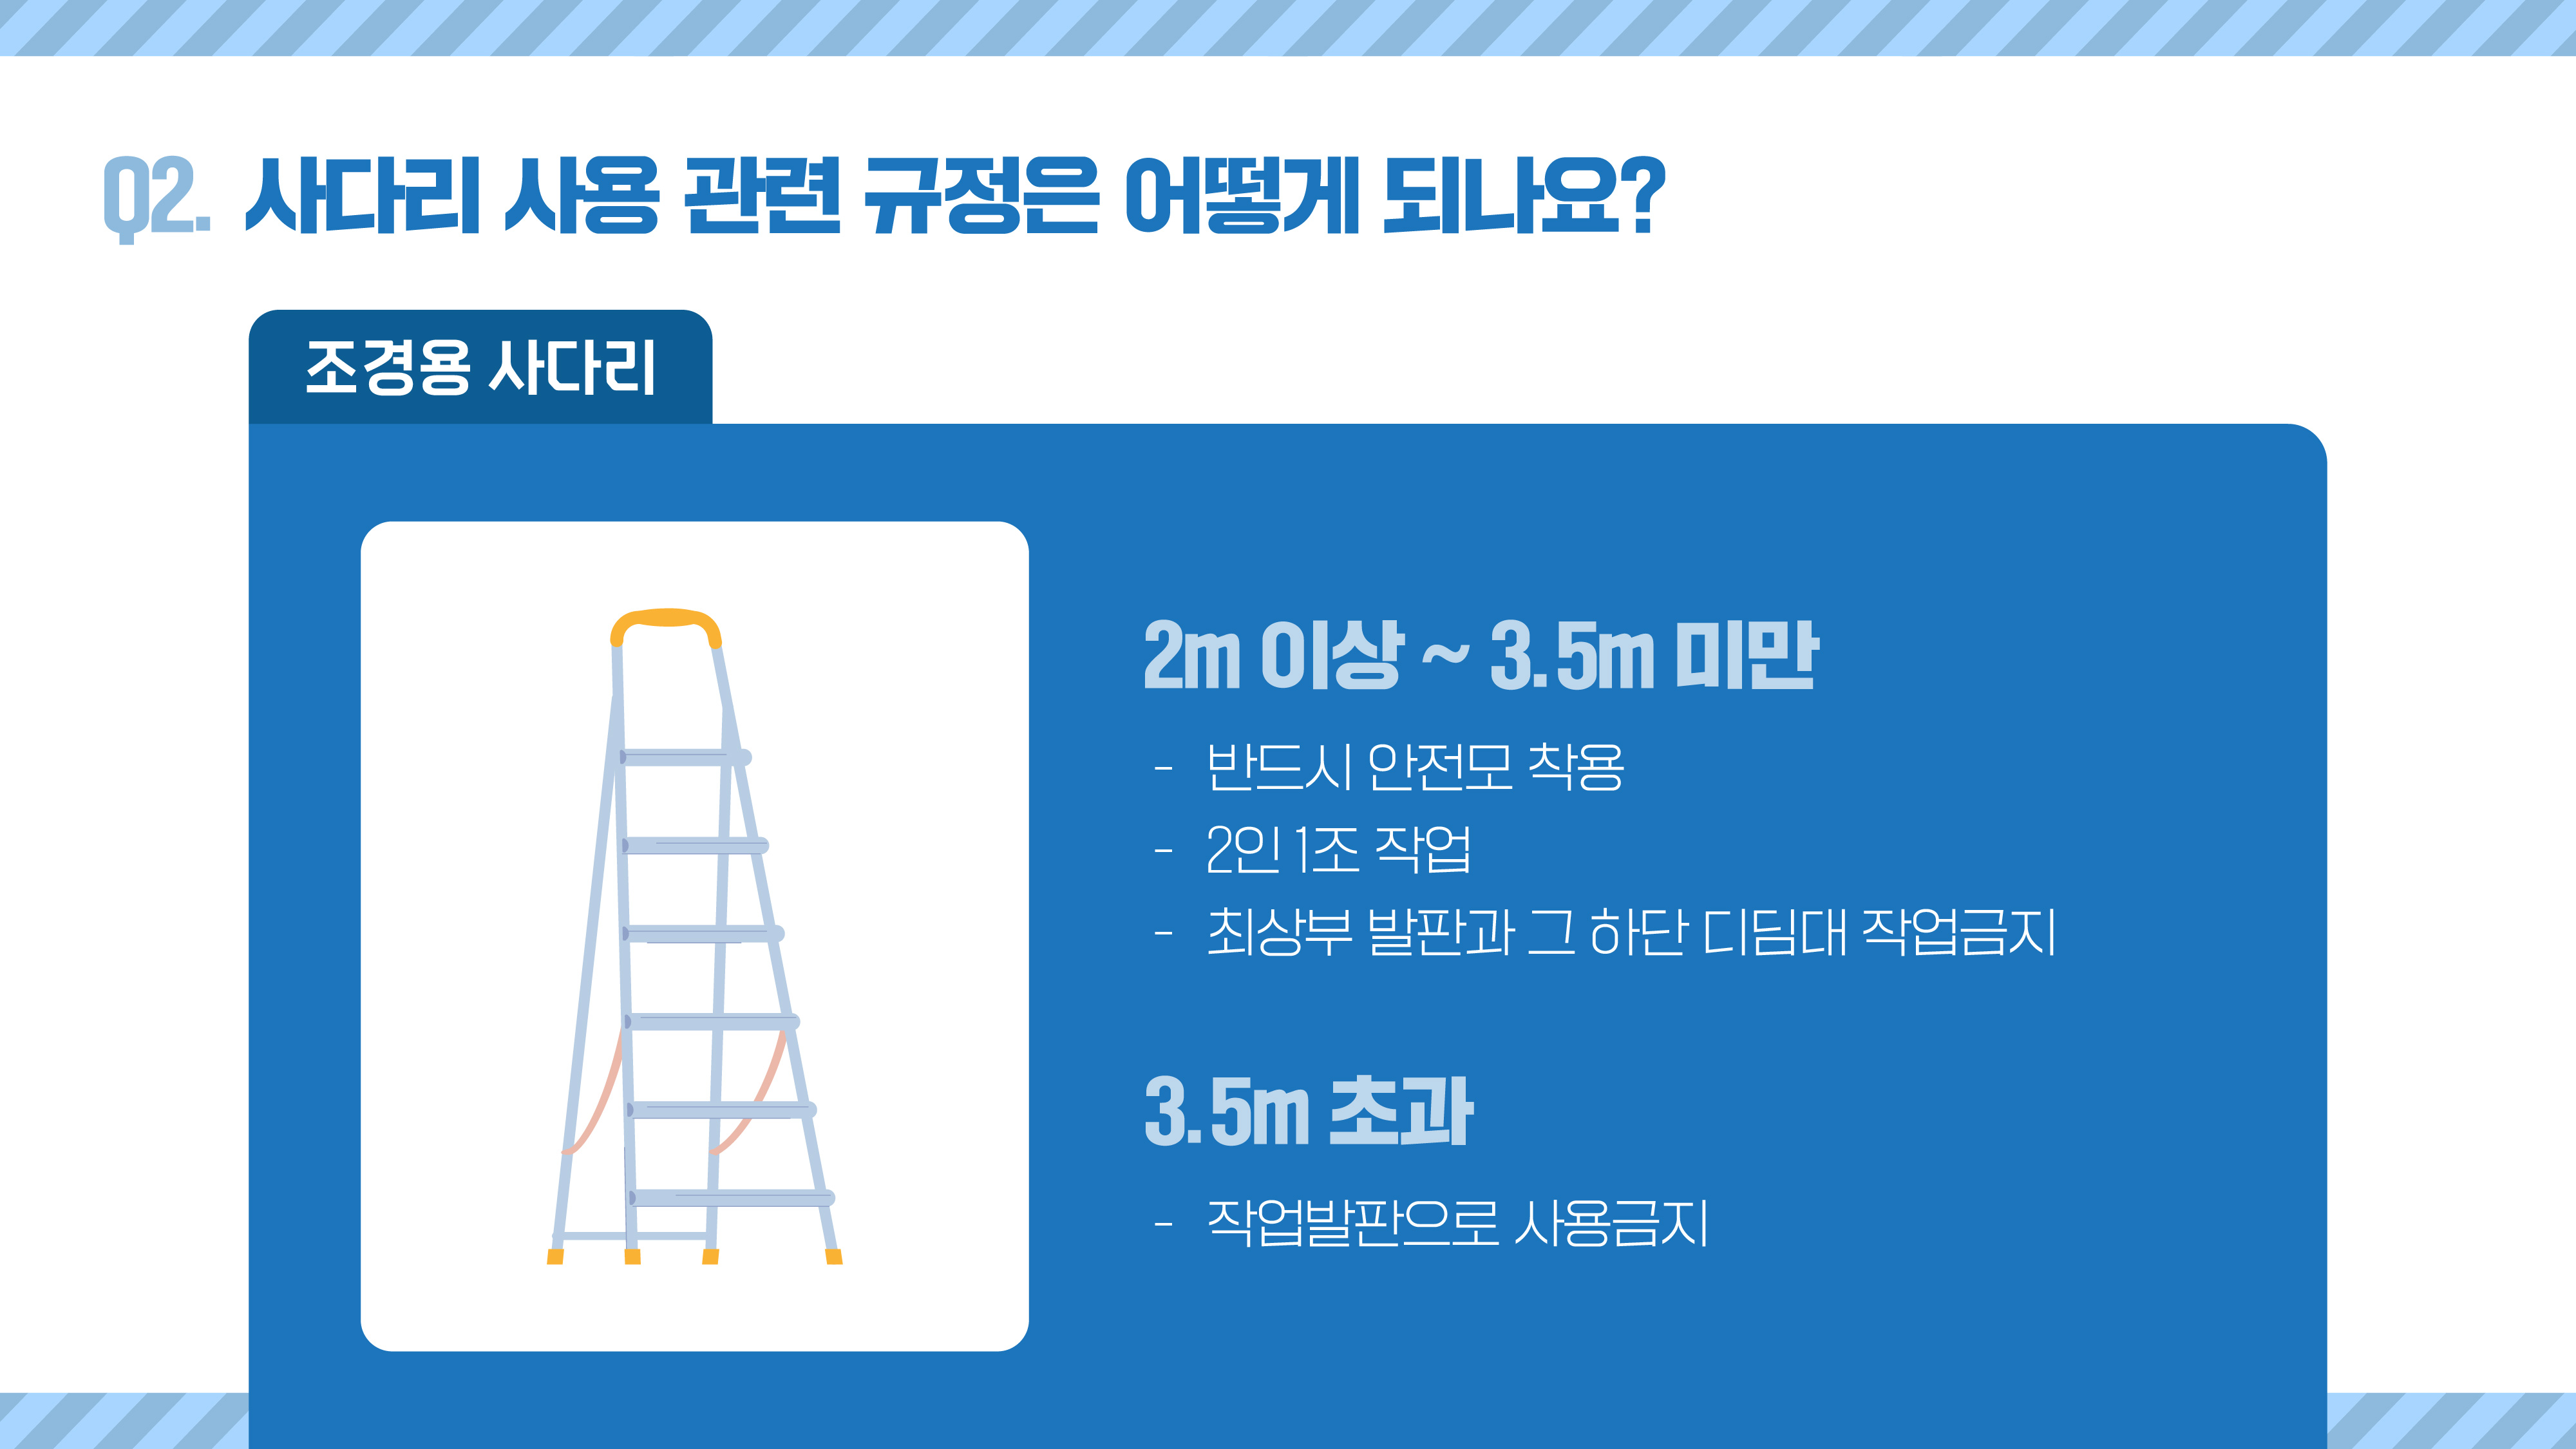 Q2. 사다리 사용 관련 규정은 어떻게 되나요?
조경용 사다리
2m 이상 ~ 3.5m 미만
- 반드시 안전모 착용
- 2인 1조 작업
- 최상부 발판과 그 하단 디딤대 작업금지
3.5m 초과
- 작업발판으로 사용금지